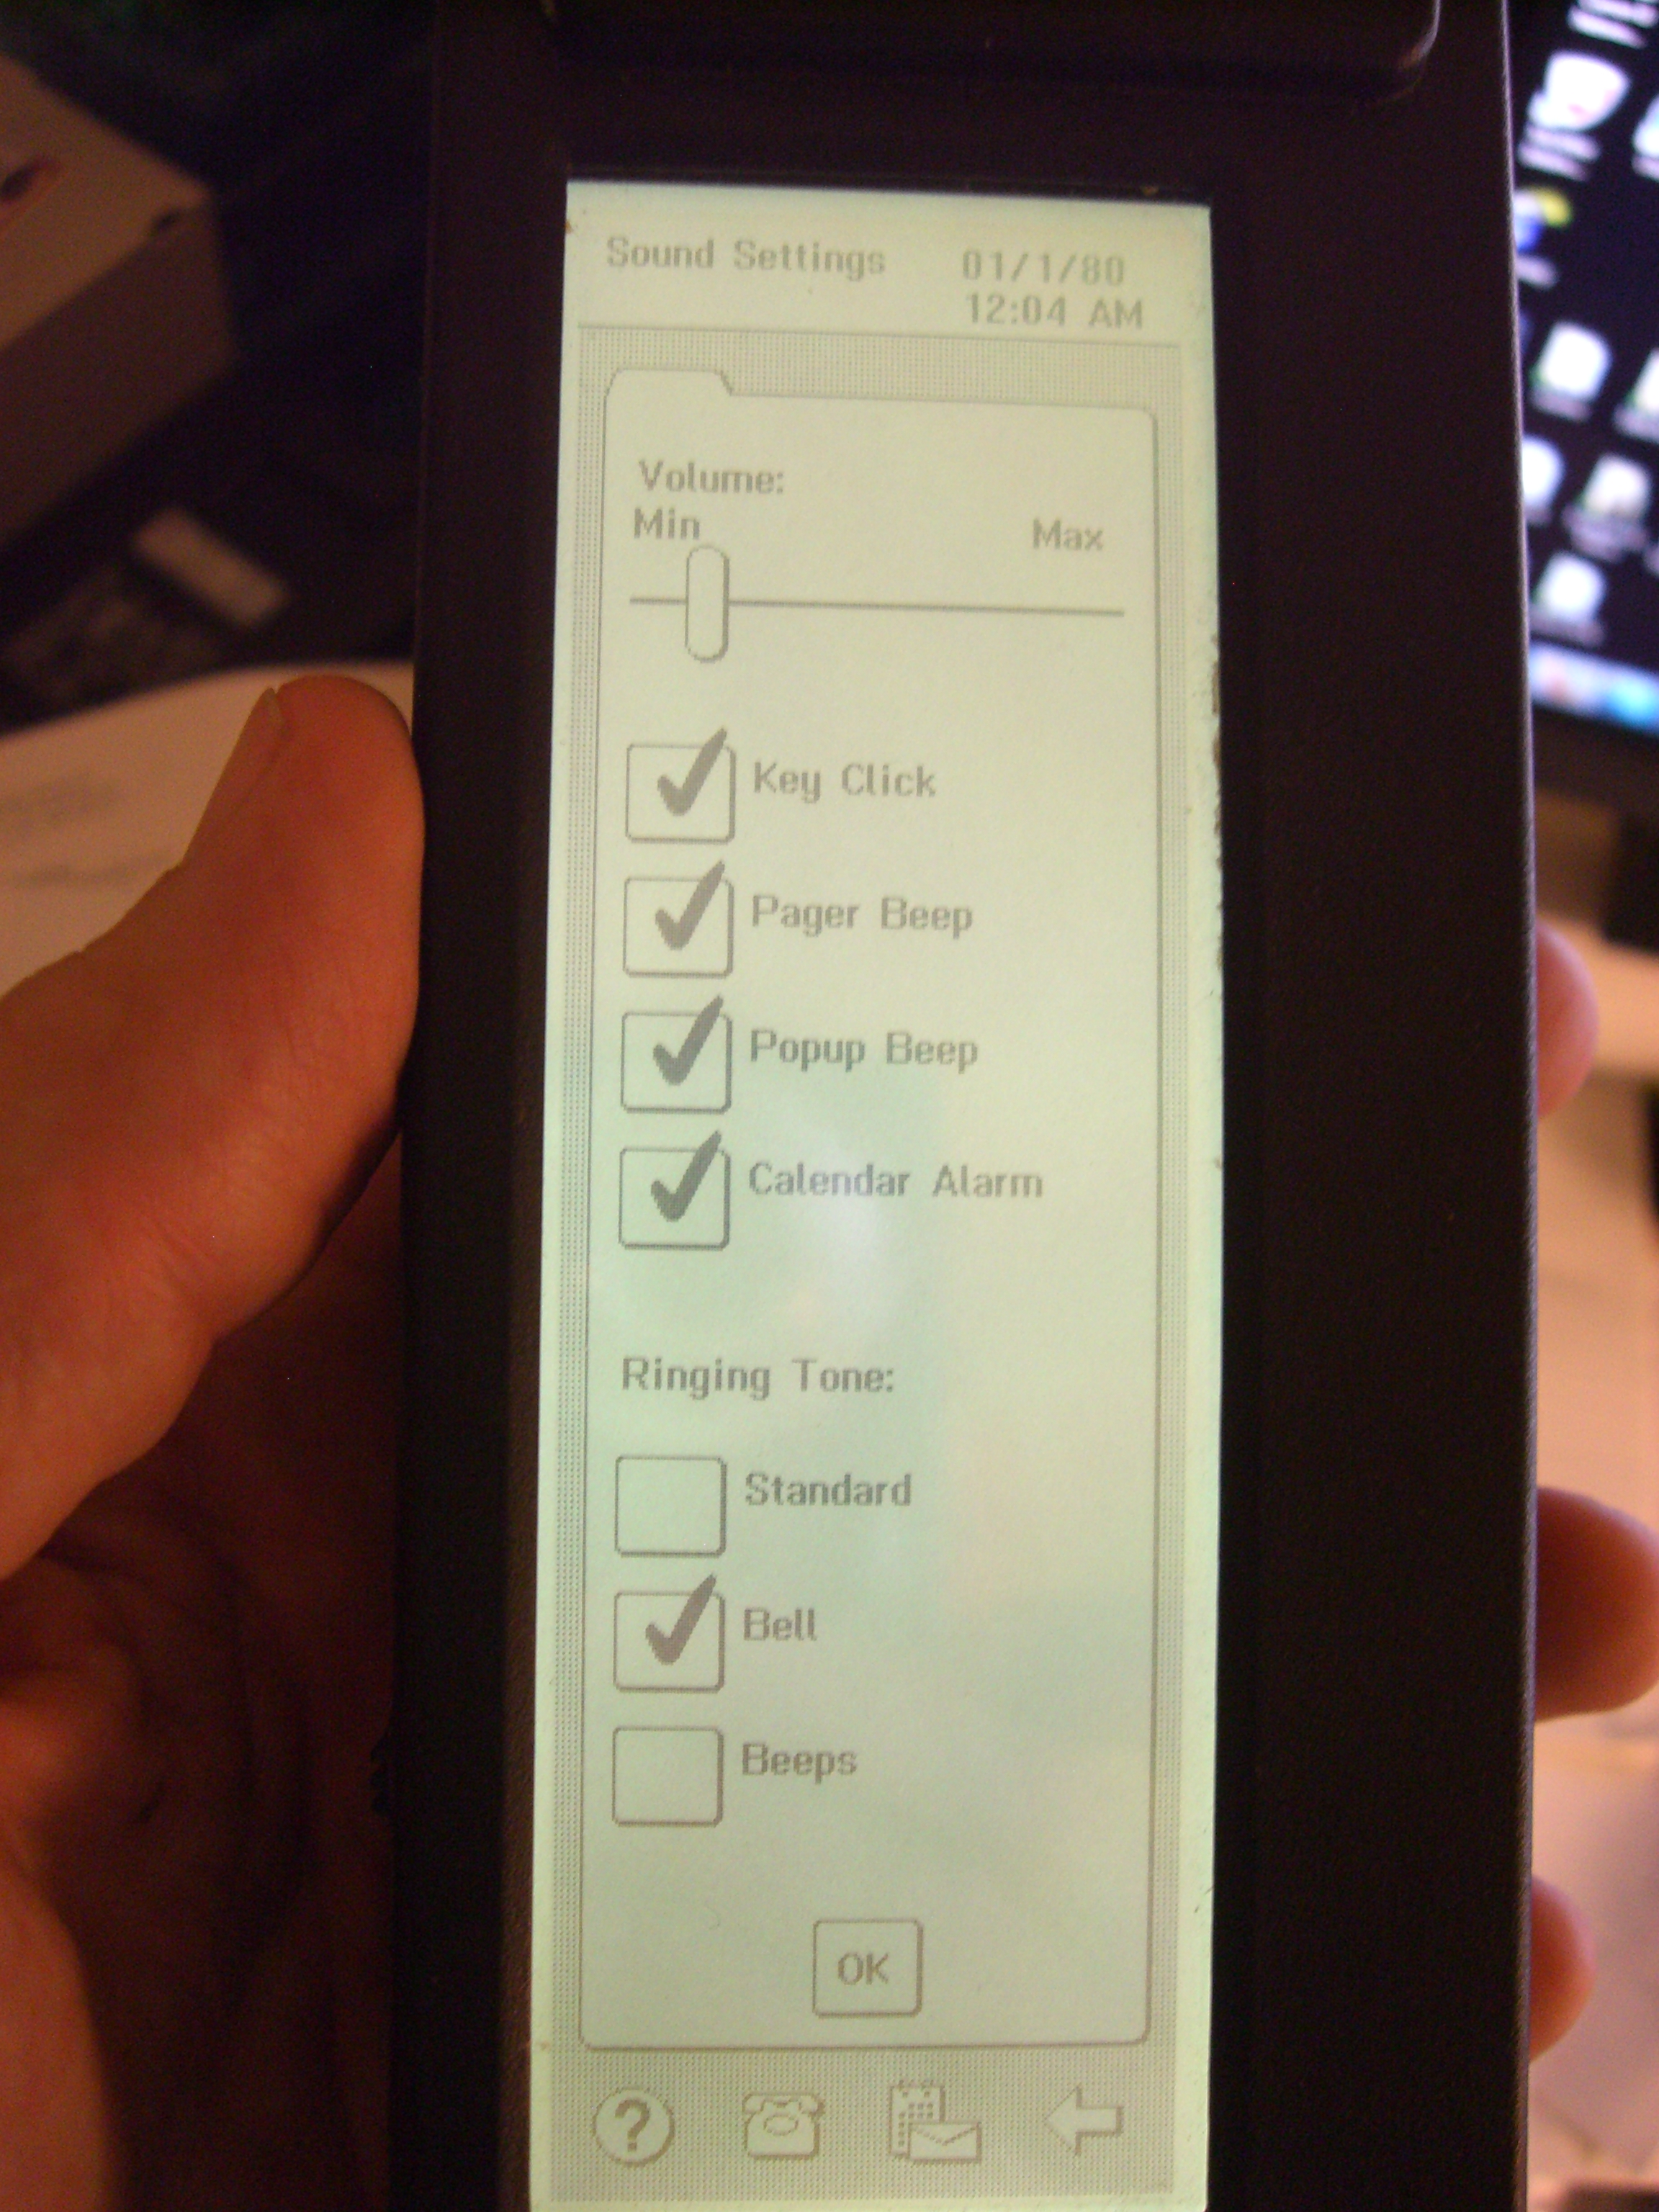 Sound Settings
01/1/80
12:04 AM
Volume:
Min
Max
Key Click
Pager Beep
Popup Beep
Calendar Alarm
Ringing Tone:
Standard
Bell
Beeps
OK
?